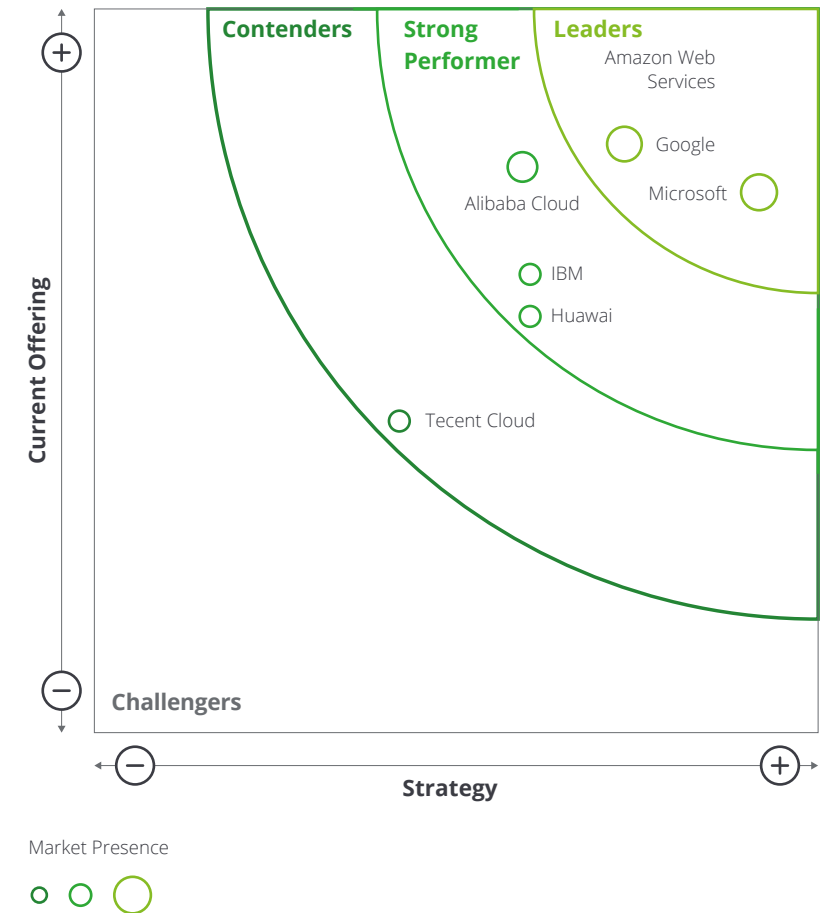 Contenders
Strong
Performer
Leaders
Amazon Web
Services
Google
Microsoft
Alibaba Cloud
IBM
Huawai
Tecent Cloud
Current Offering
Challengers
Strategy
Market Presence